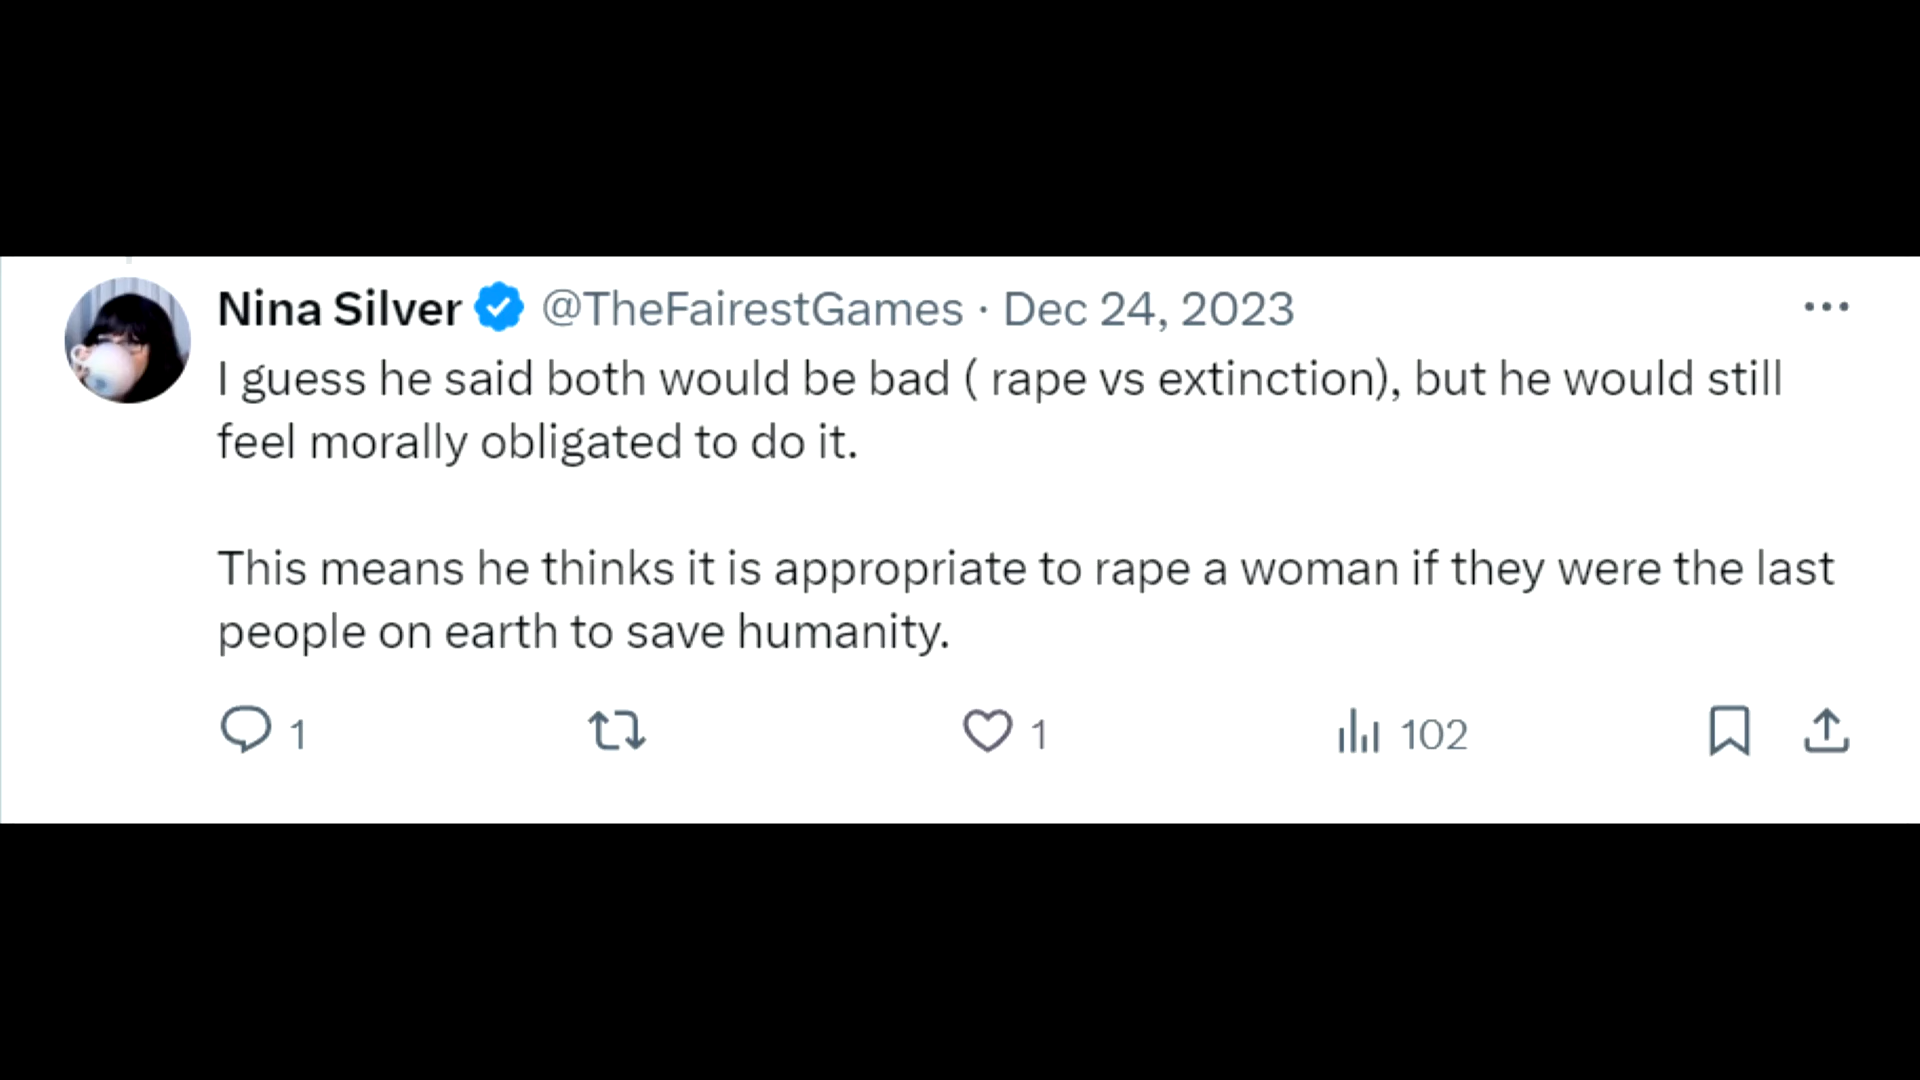 Nina Silver @TheFairestGames · Dec 24, 2023
I guess he said both would be bad ( rape vs extinction), but he would still
feel morally obligated to do it.
This means he thinks it is appropriate to rape a woman if they were the last
people on earth to save humanity.
1 1 102